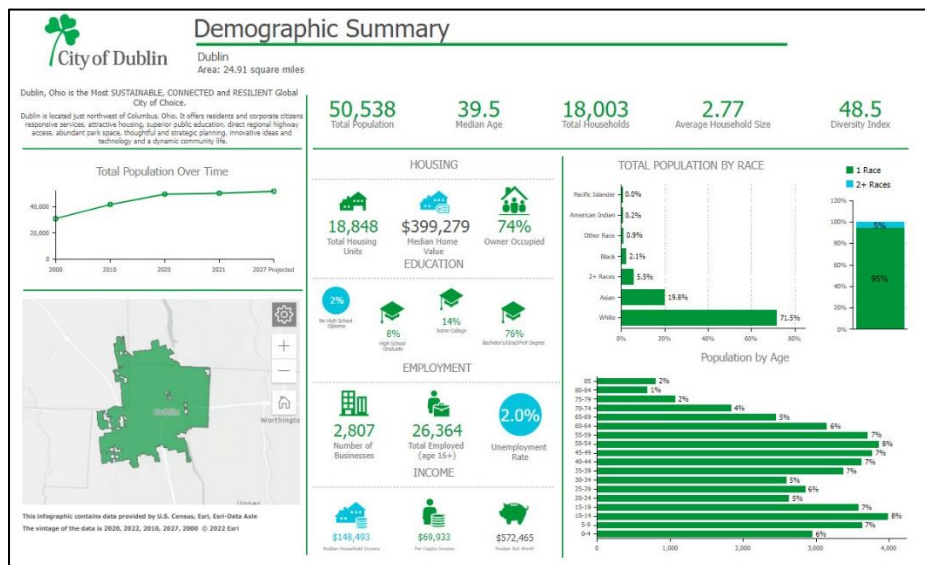 City of Dublin
Demographic Summary
Dublin
Area: 24.91 square miles
Dublin, Ohio is the Most SUSTAINABLE, CONNECTED and RESILIENT Global
City of Choice.
Dublin is located just northwest of Columbus, Ohio. It offers residents and corporate citizens
responsive services, attractive housing, superior public education, direct regional highway
access, abundant park space, thoughtful and strategic planning, innovative ideas and
technology and a dynamic community life.
50,538
Total Population
39.5
Median Age
18,003
Total Households
2.77
Average Household Size
48.5
Diversity Index
Total Population Over Time
40,000
20,000
0
2000 2010 2020 2021 2027 Projected
Dublin
Worthington
Upper
This infographic contains data provided by U.S. Census, Esri, Esri-Data Axle
The vintage of the data is 2020, 2022, 2010, 2027, 2000 © 2022 Esri
HOUSING
18,848
Total Housing
Units
$399,279
Median Home
Value
74%
Owner Occupied
EDUCATION
2%
No High School
Diploma
8%
High School
Graduate
14%
Some College
76%
Bachelor's/Grad/Prof Degree
EMPLOYMENT
2,807
Number of
Businesses
26,364
Total Employed
(age 16+)
2.0%
Unemployment
Rate
INCOME
$148,493
Median Household Income
$69,933
Per Capita Income
$572,465
Median Net Worth
TOTAL POPULATION BY RACE
Pacific Islander 0.0%
American Indian 0.2%
Other Race 0.9%
Black 2.1%
2+ Races 5.5%
Asian 19.8%
White 71.5%
0% 20% 40% 60% 80%
1 Race
2+ Races
120%
100%
80%
60%
40%
20%
0%
5%
95%
Population by Age
85 2%
80-84 1%
75-79 2%
70-74 4%
65-69 5%
60-64 6%
55-59 7%
50-54 8%
45-49 7%
40-44 7%
35-39 7%
30-34 5%
25-29 6%
20-24 5%
15-19 7%
10-14 8%
5-9 7%
0-4 6%
0 1,000 2,000 3,000 4,000